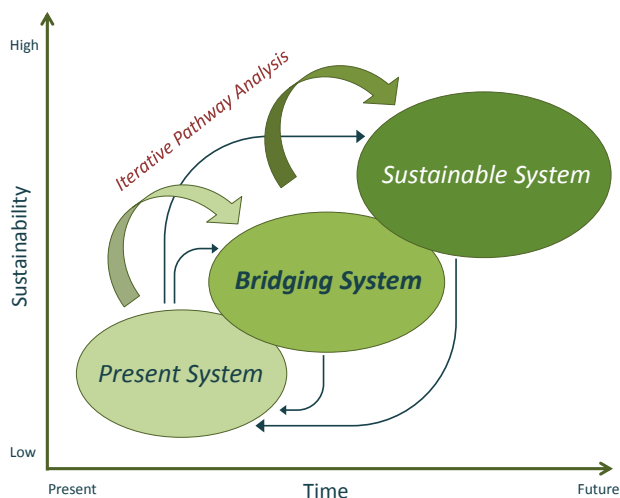 High
Iterative Pathway Analysis
Sustainable System
Sustainability
Bridging System
Present System
Low
Present
Time
Future